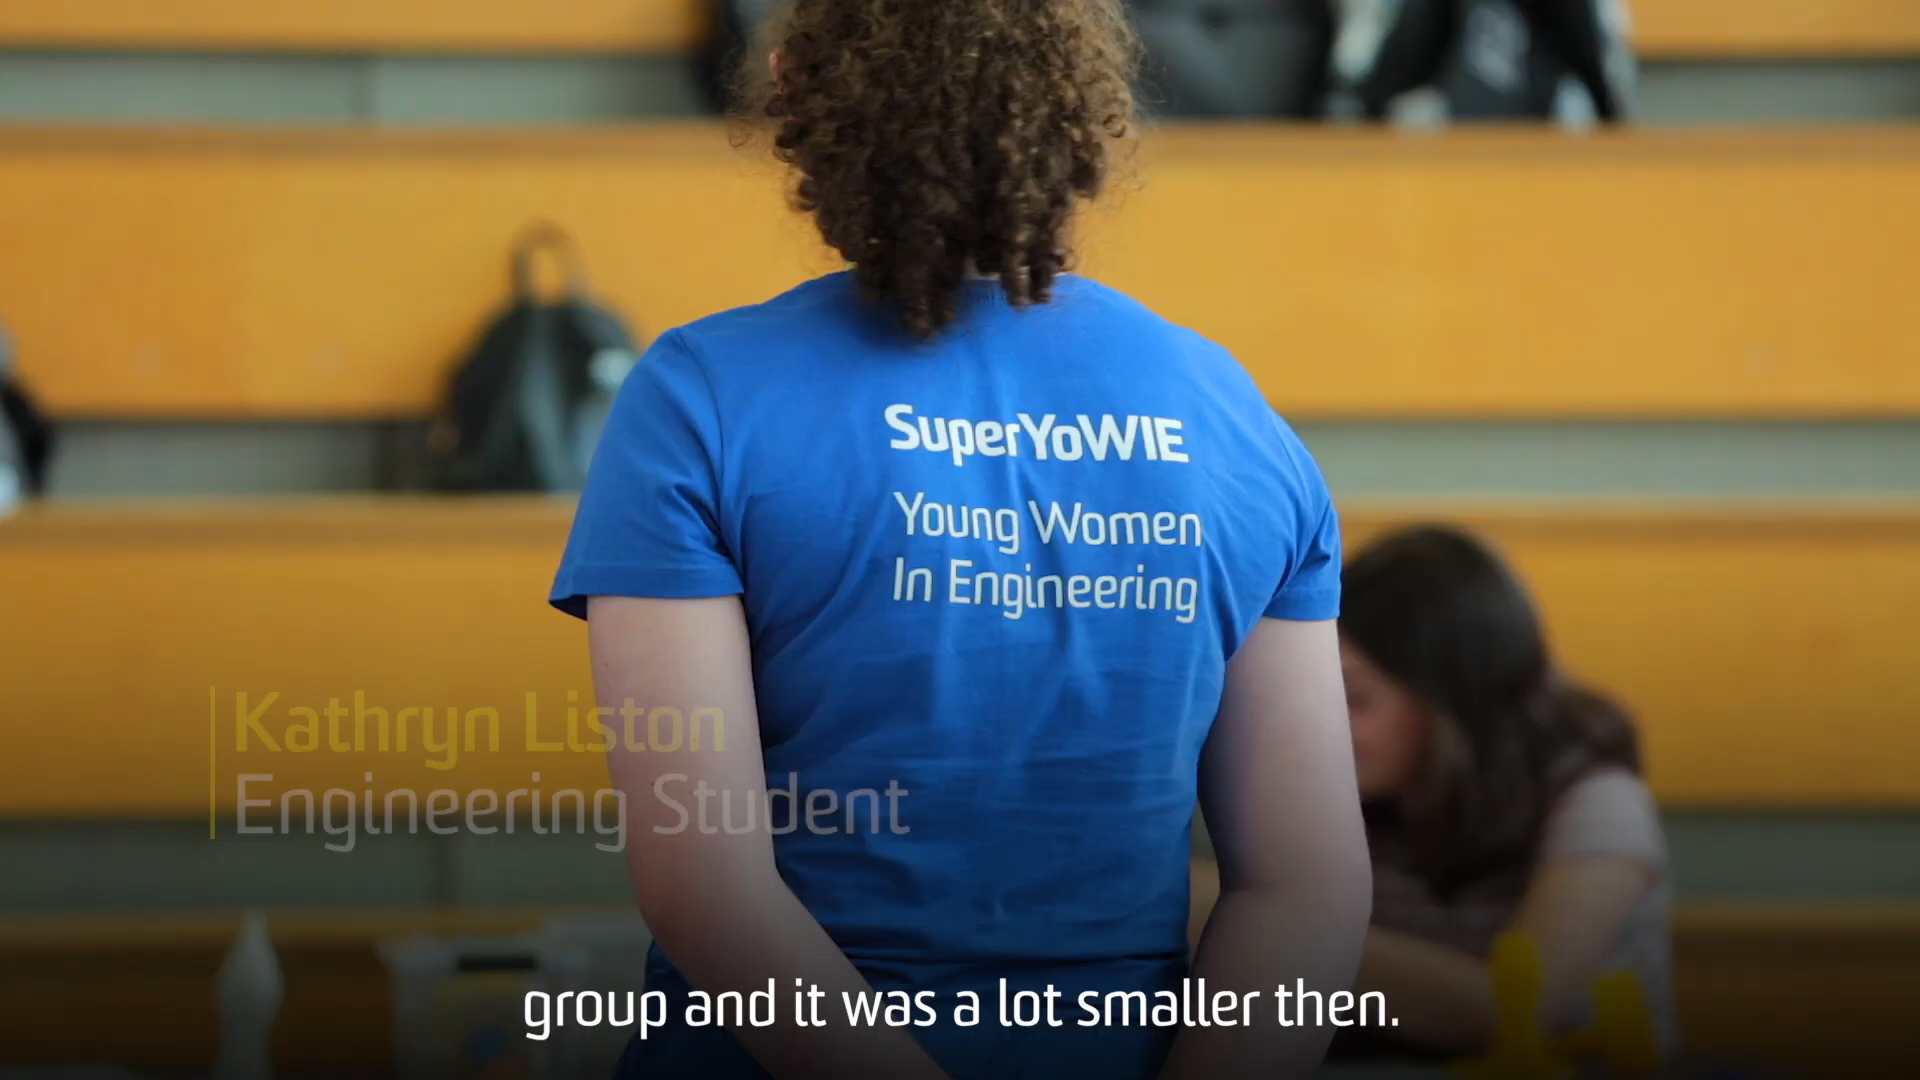 SuperYoWIE
Young Women
In Engineering
Kathryn Liston
Engineering Student
group and it was a lot smaller then.